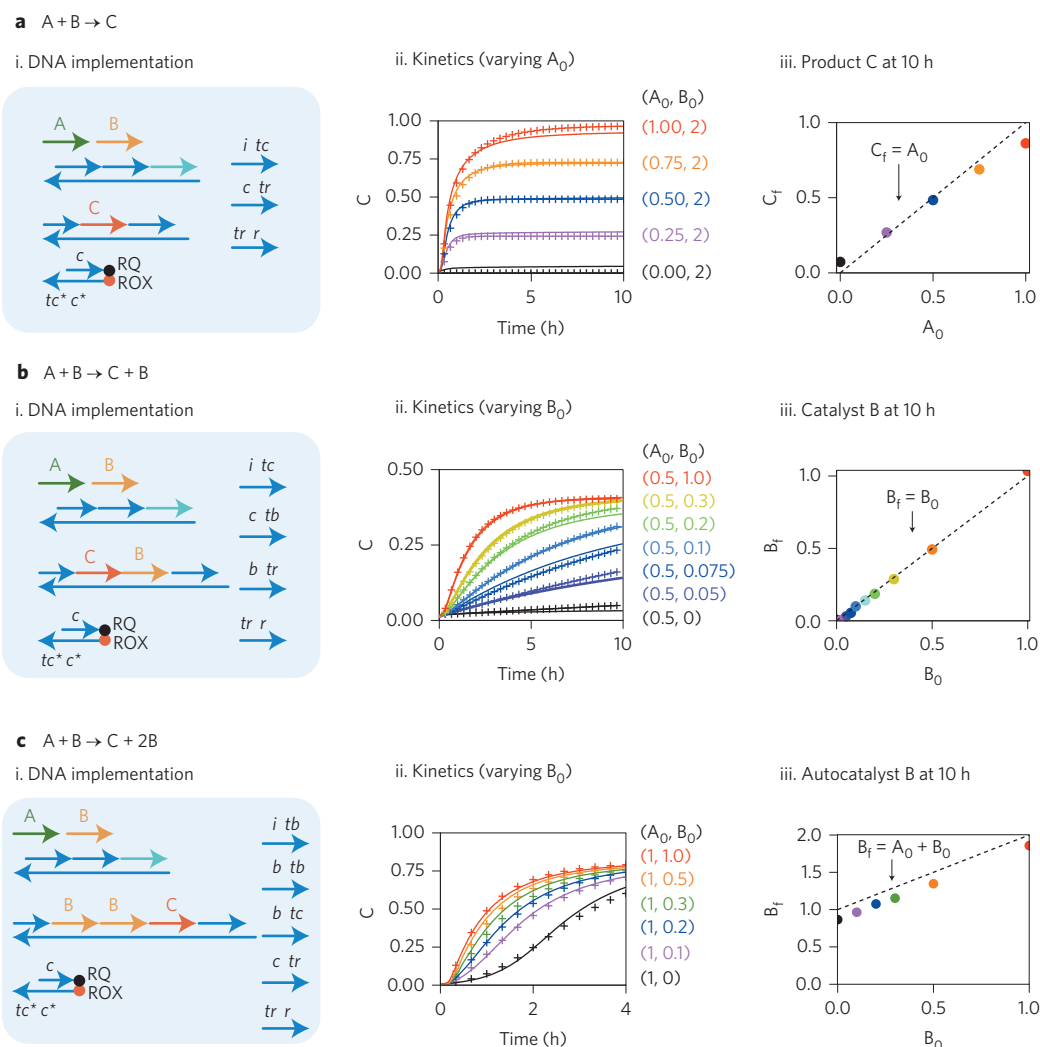 a A + B → C
i. DNA implementation
A B
C
c
RQ
ROX
tc* c*
i tc
c tr
tr r
ii. Kinetics (varying A₀)
C
1.00
0.75
0.50
0.25
0.00
0 5 10
Time (h)
(A₀, B₀)
(1.00, 2)
(0.75, 2)
(0.50, 2)
(0.25, 2)
(0.00, 2)
iii. Product C at 10 h
C_f
1.0
0.5
0.0
C_f = A₀
0.0 0.5 1.0
A₀
b A + B → C + B
i. DNA implementation
A B
C B
c
RQ
ROX
tc* c*
i tc
c tb
b tr
tr r
ii. Kinetics (varying B₀)
C
0.50
0.25
0.00
0 5 10
Time (h)
(A₀, B₀)
(0.5, 1.0)
(0.5, 0.3)
(0.5, 0.2)
(0.5, 0.1)
(0.5, 0.075)
(0.5, 0.05)
(0.5, 0)
iii. Catalyst B at 10 h
B_f
1.0
0.5
0.0
B_f = B₀
0.0 0.5 1.0
B₀
c A + B → C + 2B
i. DNA implementation
A B
B B C
c
RQ
ROX
tc* c*
i tb
b tb
b tc
c tr
tr r
ii. Kinetics (varying B₀)
C
1.00
0.75
0.50
0.25
0.00
0 2 4
Time (h)
(A₀, B₀)
(1, 1.0)
(1, 0.5)
(1, 0.3)
(1, 0.2)
(1, 0.1)
(1, 0)
iii. Autocatalyst B at 10 h
B_f
2.0
1.5
1.0
0.0
B_f = A₀ + B₀
0.0 0.5 1.0
B₀